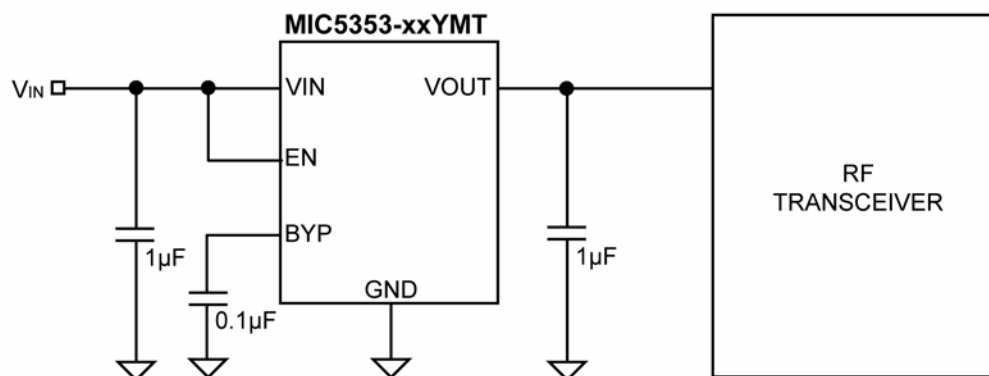 MIC5353-xxYMT
VIN
VIN
VOUT
EN
BYP
GND
1µF
0.1µF
1µF
RF
TRANSCEIVER